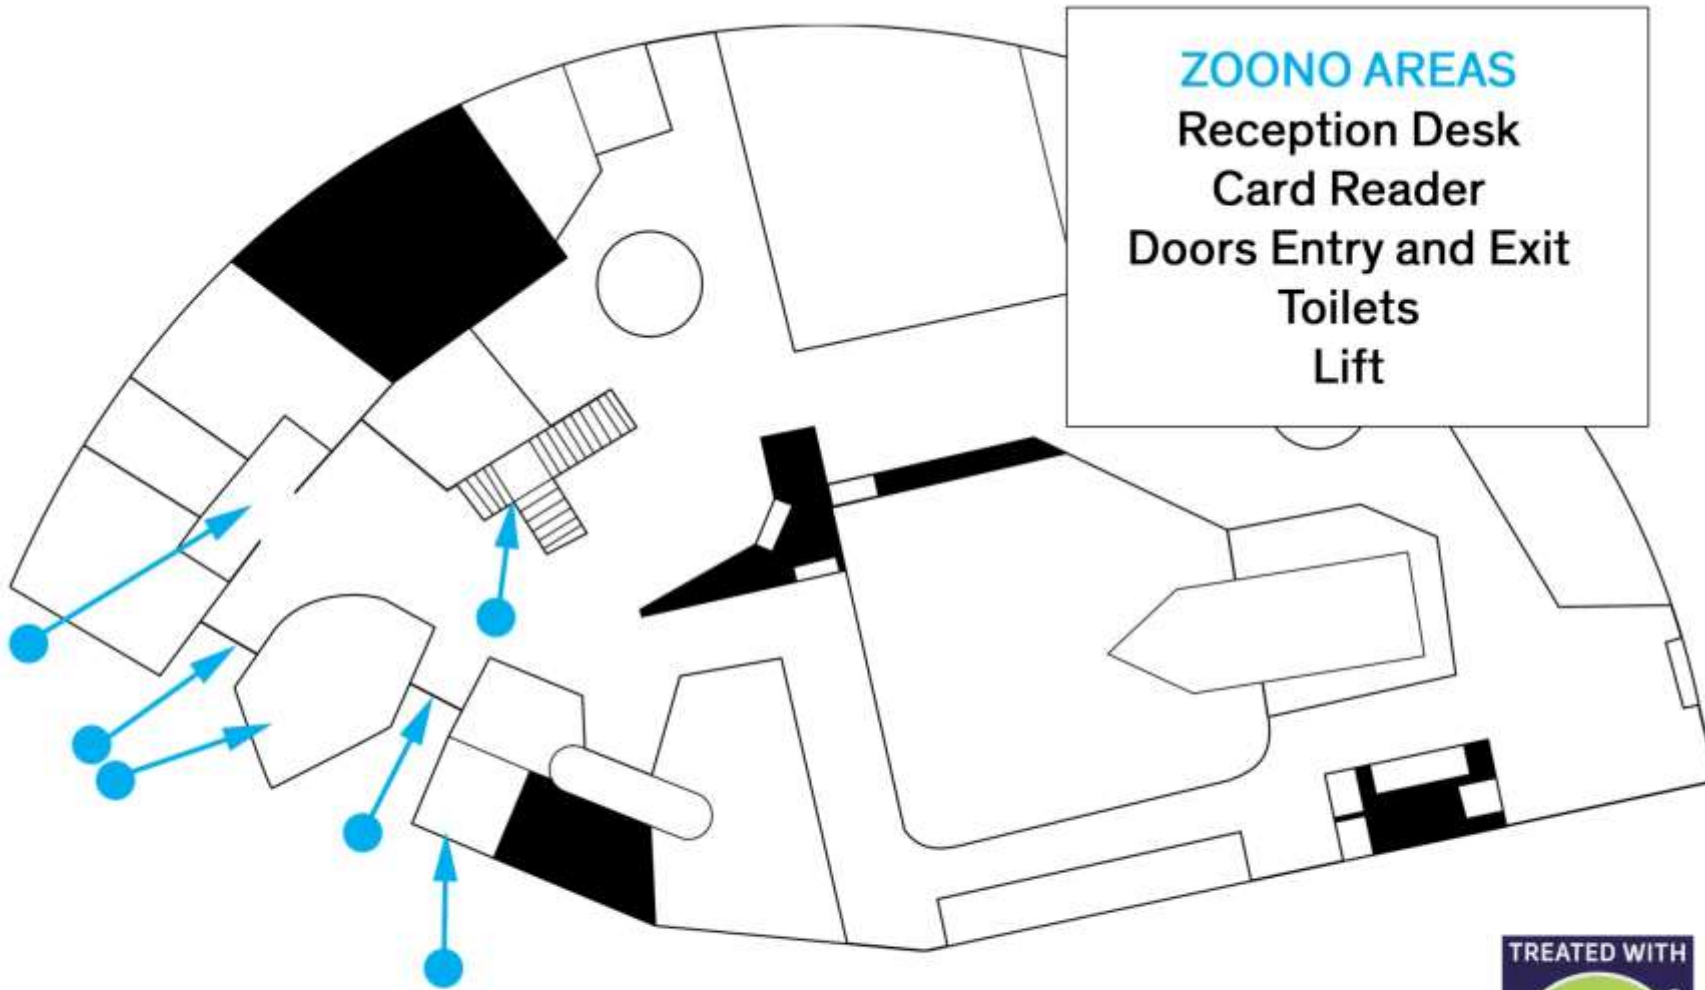 ZOONO AREAS
Reception Desk
Card Reader
Doors Entry and Exit
Toilets
Lift
TREATED WITH